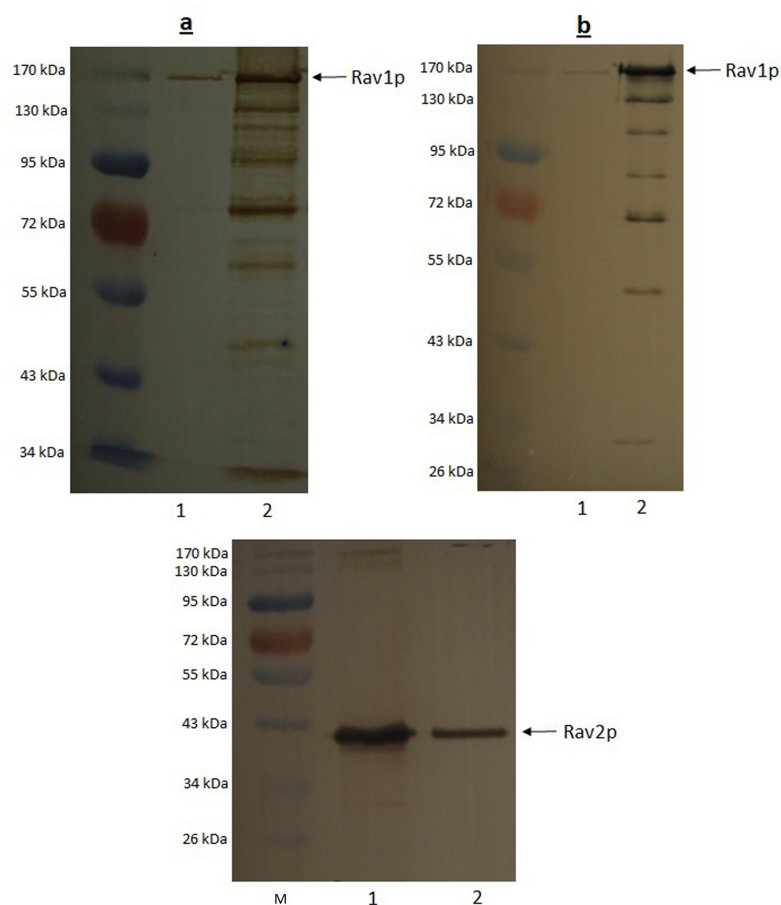 a
170 kDa
130 kDa
95 kDa
72 kDa
55 kDa
43 kDa
34 kDa
Rav1p
1 2
b
170 kDa
130 kDa
95 kDa
72 kDa
55 kDa
43 kDa
34 kDa
26 kDa
Rav1p
1 2
170 kDa
130 kDa
95 kDa
72 kDa
55 kDa
43 kDa
34 kDa
26 kDa
Rav2p
M 1 2